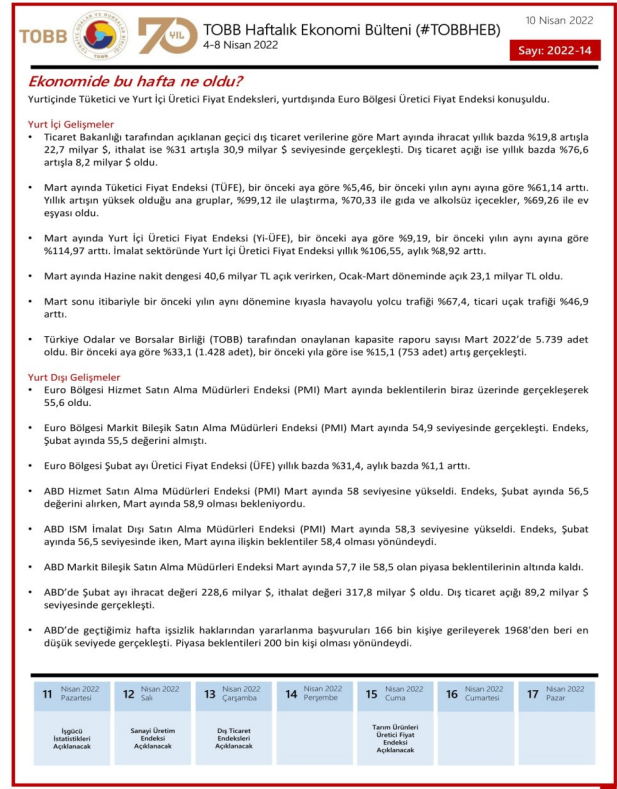 TOBB
70 YIL
TOBB Haftalık Ekonomi Bülteni (#TOBBHEB)
4-8 Nisan 2022
10 Nisan 2022
Sayı: 2022-14
Ekonomide bu hafta ne oldu?
Yurtiçinde Tüketici ve Yurt İçi Üretici Fiyat Endeksleri, yurtdışında Euro Bölgesi Üretici Fiyat Endeksi konuşuldu.
Yurt İçi Gelişmeler
• Ticaret Bakanlığı tarafından açıklanan geçici dış ticaret verilerine göre Mart ayında ihracat yıllık bazda %19,8 artışla
22,7 milyar $, ithalat ise %31 artışla 30,9 milyar $ seviyesinde gerçekleşti. Dış ticaret açığı ise yıllık bazda %76,6
artışla 8,2 milyar $ oldu.
• Mart ayında Tüketici Fiyat Endeksi (TÜFE), bir önceki aya göre %5,46, bir önceki yılın aynı ayına göre %61,14 arttı.
Yıllık artışın yüksek olduğu ana gruplar, %99,12 ile ulaştırma, %70,33 ile gıda ve alkolsüz içecekler, %69,26 ile ev
eşyası oldu.
• Mart ayında Yurt İçi Üretici Fiyat Endeksi (Yi-ÜFE), bir önceki aya göre %9,19, bir önceki yılın aynı ayına göre
%114,97 arttı. İmalat sektöründe Yurt İçi Üretici Fiyat Endeksi yıllık %106,55, aylık %8,92 arttı.
• Mart ayında Hazine nakit dengesi 40,6 milyar TL açık verirken, Ocak-Mart döneminde açık 23,1 milyar TL oldu.
• Mart sonu itibariyle bir önceki yılın aynı dönemine kıyasla havayolu yolcu trafiği %67,4, ticari uçak trafiği %46,9
arttı.
• Türkiye Odalar ve Borsalar Birliği (TOBB) tarafından onaylanan kapasite raporu sayısı Mart 2022'de 5.739 adet
oldu. Bir önceki aya göre %33,1 (1.428 adet), bir önceki yıla göre ise %15,1 (753 adet) artış gerçekleşti.
Yurt Dışı Gelişmeler
• Euro Bölgesi Hizmet Satın Alma Müdürleri Endeksi (PMI) Mart ayında beklentilerin biraz üzerinde gerçekleşerek
55,6 oldu.
• Euro Bölgesi Markit Bileşik Satın Alma Müdürleri Endeksi (PMI) Mart ayında 54,9 seviyesinde gerçekleşti. Endeks,
Şubat ayında 55,5 değerini almıştı.
• Euro Bölgesi Şubat ayı Üretici Fiyat Endeksi (ÜFE) yıllık bazda %31,4, aylık bazda %1,1 arttı.
• ABD Hizmet Satın Alma Müdürleri Endeksi (PMI) Mart ayında 58 seviyesine yükseldi. Endeks, Şubat ayında 56,5
değerini alırken, Mart ayında 58,9 olması bekleniyordu.
• ABD ISM İmalat Dışı Satın Alma Müdürleri Endeksi (PMI) Mart ayında 58,3 seviyesine yükseldi. Endeks, Şubat
ayında 56,5 seviyesinde iken, Mart ayına ilişkin beklentiler 58,4 olması yönündeydi.
• ABD Markit Bileşik Satın Alma Müdürleri Endeksi Mart ayında 57,7 ile 58,5 olan piyasa beklentilerinin altında kaldı.
• ABD'de Şubat ayı ihracat değeri 228,6 milyar $, ithalat değeri 317,8 milyar $ oldu. Dış ticaret açığı 89,2 milyar $
seviyesinde gerçekleşti.
• ABD'de geçtiğimiz hafta işsizlik haklarından yararlanma başvuruları 166 bin kişiye gerileyerek 1968'den beri en
düşük seviyede gerçekleşti. Piyasa beklentileri 200 bin kişi olması yönündeydi.
11 Nisan 2022 Pazartesi
12 Nisan 2022 Salı
13 Nisan 2022 Çarşamba
14 Nisan 2022 Perşembe
15 Nisan 2022 Cuma
16 Nisan 2022 Cumartesi
17 Nisan 2022 Pazar
İşgücü
İstatistikleri
Açıklanacak
Sanayi Üretim
Endeksi
Açıklanacak
Dış Ticaret
Endeksleri
Açıklanacak
Tarım Ürünleri
Üretici Fiyat
Endeksi
Açıklanacak